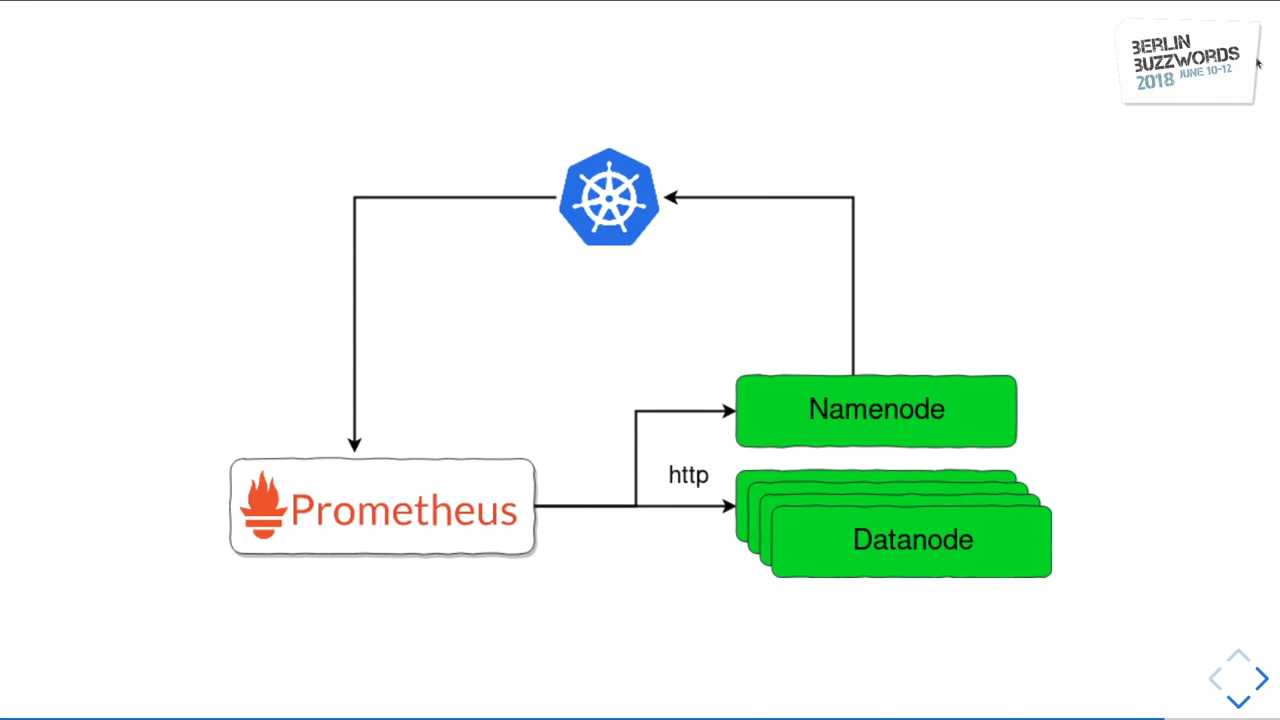 BERLIN
BUZZWORDS
2018 JUNE 10-12
Namenode
http
Prometheus
Datanode